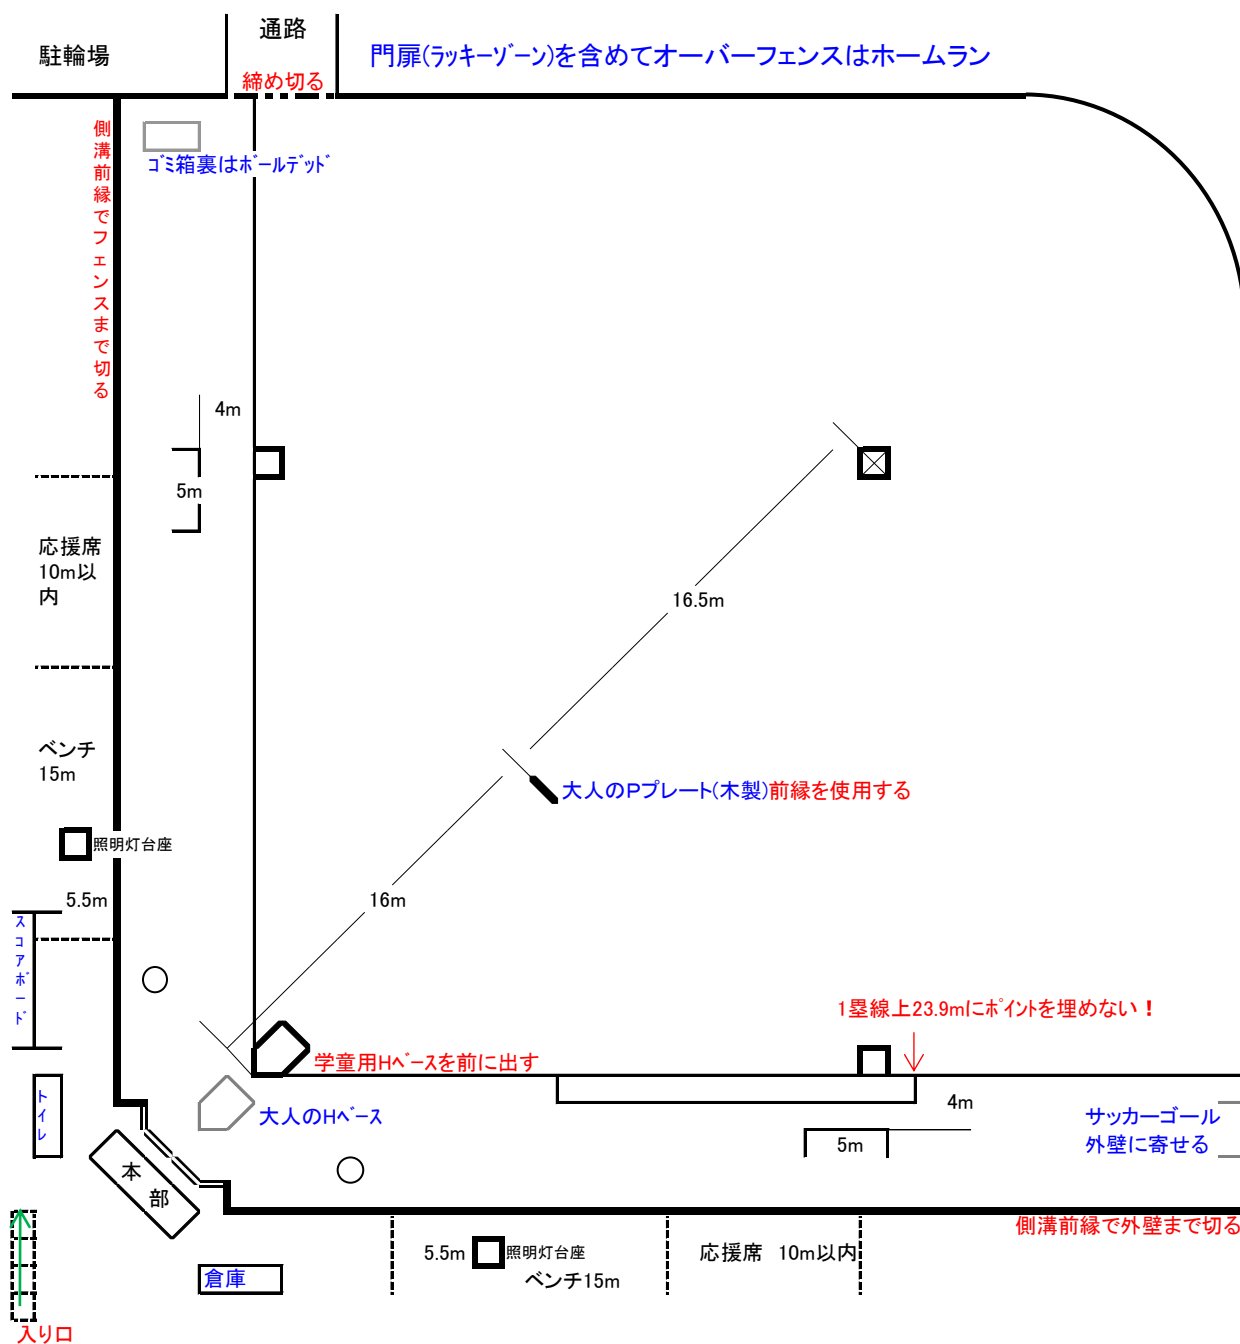 通路
駐輪場
門扉(ラッキーゾーン)を含めてオーバーフェンスはホームラン
締め切る
側溝前縁でフェンスまで切る
ゴミ箱裏はボールデッド
4m
5m
応援席
10m以
内
16.5m
ベンチ
15m
大人のPプレート(木製)前縁を使用する
照明灯台座
5.5m
16m
スコアボード
1塁線上23.9mにポイントを埋めない！
学童用Hベースを前に出す
トイレ
大人のHベース
4m
サッカーゴール
外壁に寄せる
5m
本部
側溝前縁で外壁まで切る
5.5m
照明灯台座
応援席 10m以内
ベンチ15m
倉庫
入り口